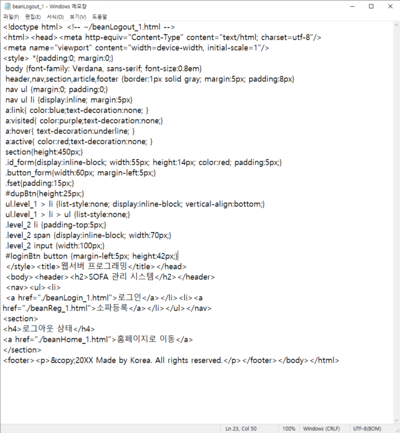 beanLogout_1 - Windows 메모장
파일(F) 편집(E) 서식(O) 보기(V) 도움말
<!doctype html> <!-- ~/beanLogout_1.html -->
<html><head><meta http-equiv="Content-Type" content="text/html; charset=utf-8"/>
<meta name="viewport" content="width=device-width, initial-scale=1"/>
<style> *{padding:0; margin:0;}
body {font-family: Verdana, sans-serif; font-size:0.8em}
header,nav,section,article,footer {border:1px solid gray; margin:5px; padding:8px}
nav ul {margin:0; padding:0;}
nav ul li {display:inline; margin:5px}
a:link{ color:blue;text-decoration:none; }
a:visited{ color:purple;text-decoration:none;}
a:hover{ text-decoration:underline; }
a:active{ color:red;text-decoration:none; }
section{height:450px;}
.id_form{display:inline-block; width:55px; height:14px; color:red; padding:5px;}
.button_form{width:60px; margin-left:5px;}
.fset{padding:15px;}
#dupBtn{height:25px;}
ul.level_1 > li {list-style:none; display:inline-block; vertical-align:bottom;}
ul.level_1 > li > ul {list-style:none;}
.level_2 li {padding-top:5px;}
.level_2 span {display:inline-block; width:70px;}
.level_2 input {width:100px;}
#loginBtn button {margin-left:5px; height:42px;}
</style><title>웹서버 프로그래밍</title></head>
<body><header><h2>SOFA 관리 시스템</h2></header>
<nav><ul><li>
<a href="./beanLogin_1.html">로그인</a></li><li><a
href="./beanReg_1.html">소파등록</a></li></ul></nav>
<section>
<h4>로그아웃 상태</h4>
<a href="./beanHome_1.html">홈페이지로 이동</a>
</section>
<footer><p>&copy;20XX Made by Korea. All rights reserved.</p></footer></body></html>
Ln 23, Col 50 100% Windows (CRLF) UTF-8(BOM)